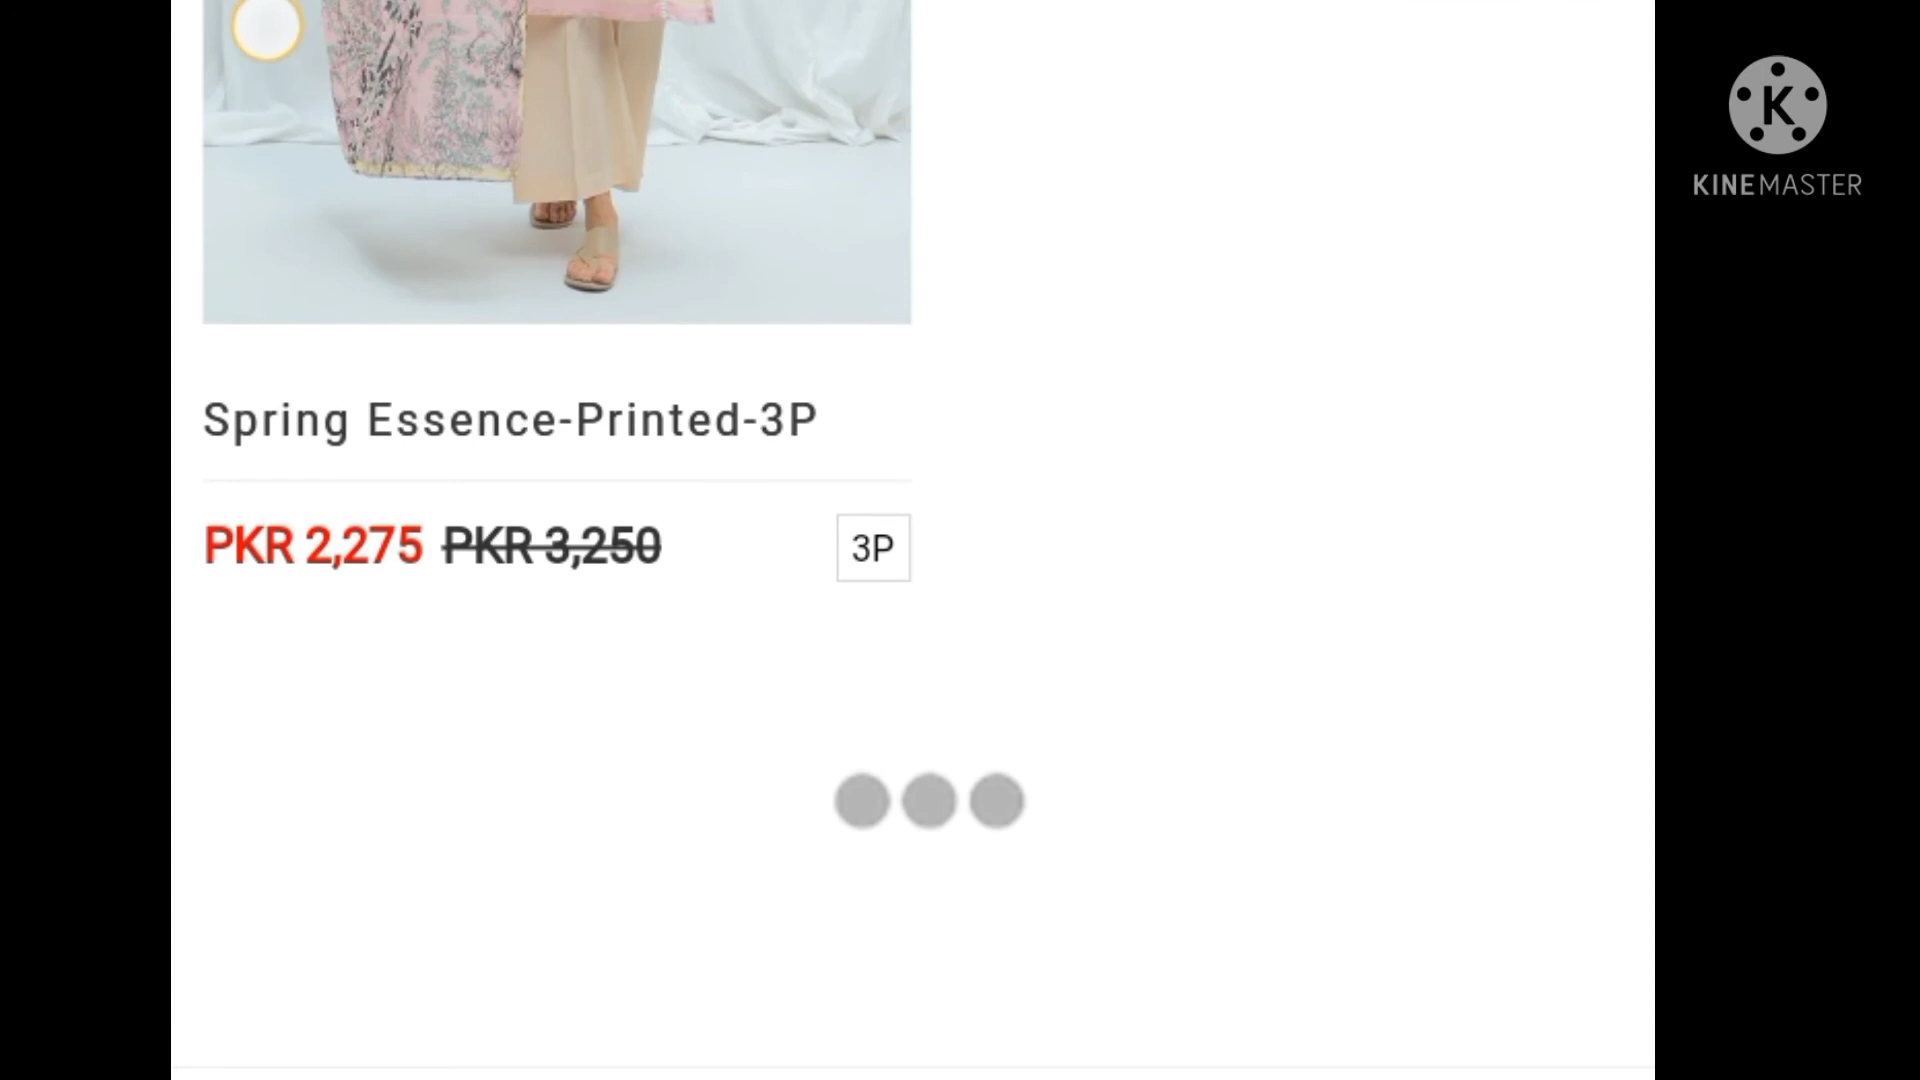 K
KINEMASTER
Spring Essence-Printed-3P
PKR 2,275 PKR 3,250
3P